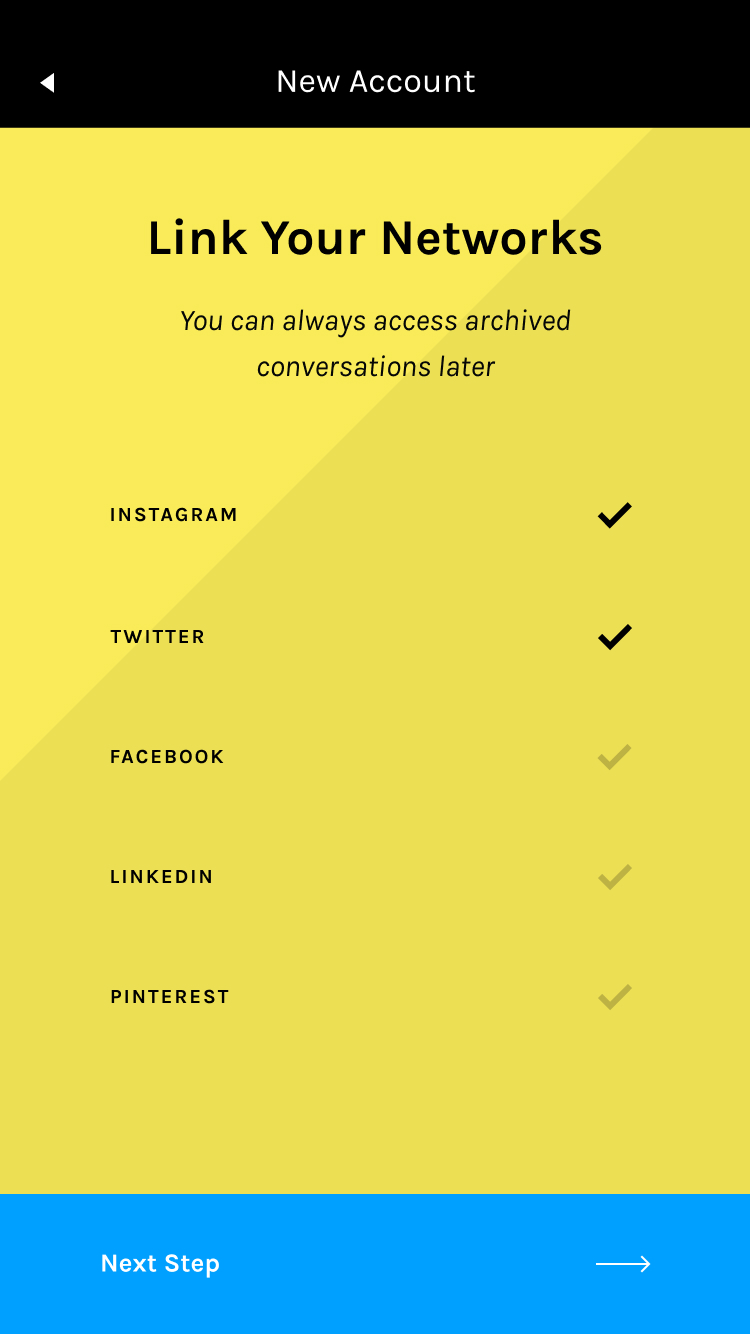 New Account
Link Your Networks
You can always access archived
conversations later
INSTAGRAM
TWITTER
FACEBOOK
LINKEDIN
PINTEREST
Next Step